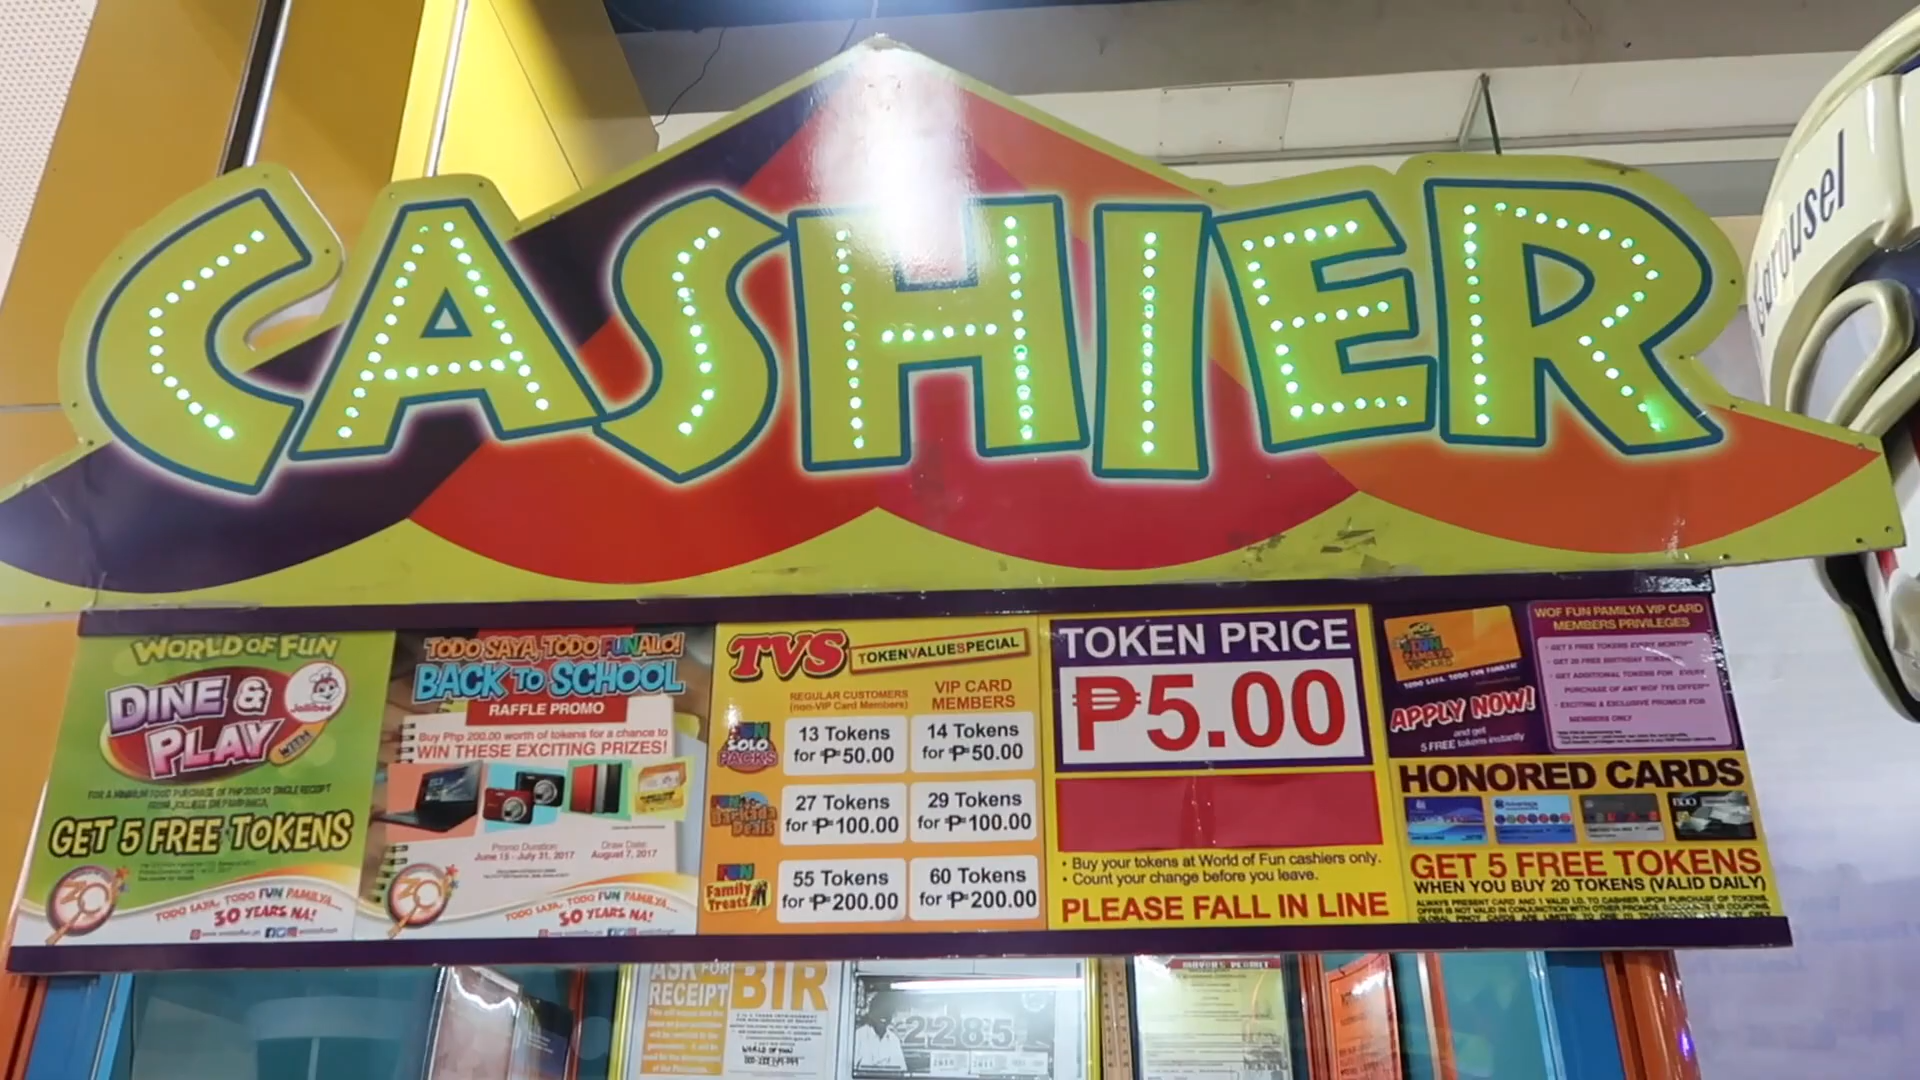 CASHIER
carousel
WORLD OF FUN
DINE &
PLAY
WITH
Jollibee
FOR A MINIMUM FOOD PURCHASE OF PHP200.00 SINGLE RECEIPT
GET 5 FREE TOKENS
TODO SAYA, TODO FUN PAMILYA...
30 YEARS NA!
TODO SAYA, TODO FUNALO!
BACK TO SCHOOL
RAFFLE PROMO
Buy Php 200.00 worth of tokens for a chance to
WIN THESE EXCITING PRIZES!
Promo Duration:
June 15 - July 31, 2017
Draw Date:
August 7, 2017
TODO SAYA, TODO FUN PAMILYA...
30 YEARS NA!
TVS TOKENVALUESPECIAL
REGULAR CUSTOMERS
(non-VIP Card Members)
VIP CARD
MEMBERS
FUN
SOLO
PACKS
13 Tokens
for ₱50.00
14 Tokens
for ₱50.00
FUN
Barkada
Deals
27 Tokens
for ₱100.00
29 Tokens
for ₱100.00
FUN
Family
Treats
55 Tokens
for ₱200.00
60 Tokens
for ₱200.00
TOKEN PRICE
₱5.00
• Buy your tokens at World of Fun cashiers only.
• Count your change before you leave.
PLEASE FALL IN LINE
APPLY NOW!
and get
5 FREE tokens instantly
WOF FUN PAMILYA VIP CARD
MEMBERS PRIVILEGES
- GET 5 FREE TOKENS EVERY MONTH**
- GET 20 FREE BIRTHDAY TOKENS
- GET ADDITIONAL TOKENS FOR EVERY
PURCHASE OF ANY WOF TVS OFFER**
- EXCITING & EXCLUSIVE PROMOS FOR
MEMBERS ONLY
HONORED CARDS
BDO
GET 5 FREE TOKENS
WHEN YOU BUY 20 TOKENS (VALID DAILY)
ALWAYS PRESENT CARD AND 1 VALID I.D. TO CASHIER UPON PURCHASE OF TOKENS.
OFFER IS NOT VALID IN CONJUNCTION WITH OTHER PROMOS, DISCOUNTS OR COUPONS.
ASK FOR
RECEIPT
BIR
WORLD OF FUN
2285
MAYOR'S PERMIT